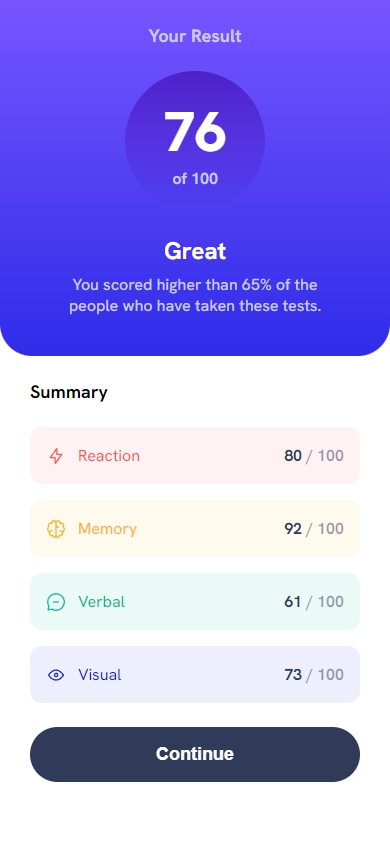 Your Result
76
of 100
Great
You scored higher than 65% of the
people who have taken these tests.
Summary
Reaction 80 / 100
Memory 92 / 100
Verbal 61 / 100
Visual 73 / 100
Continue